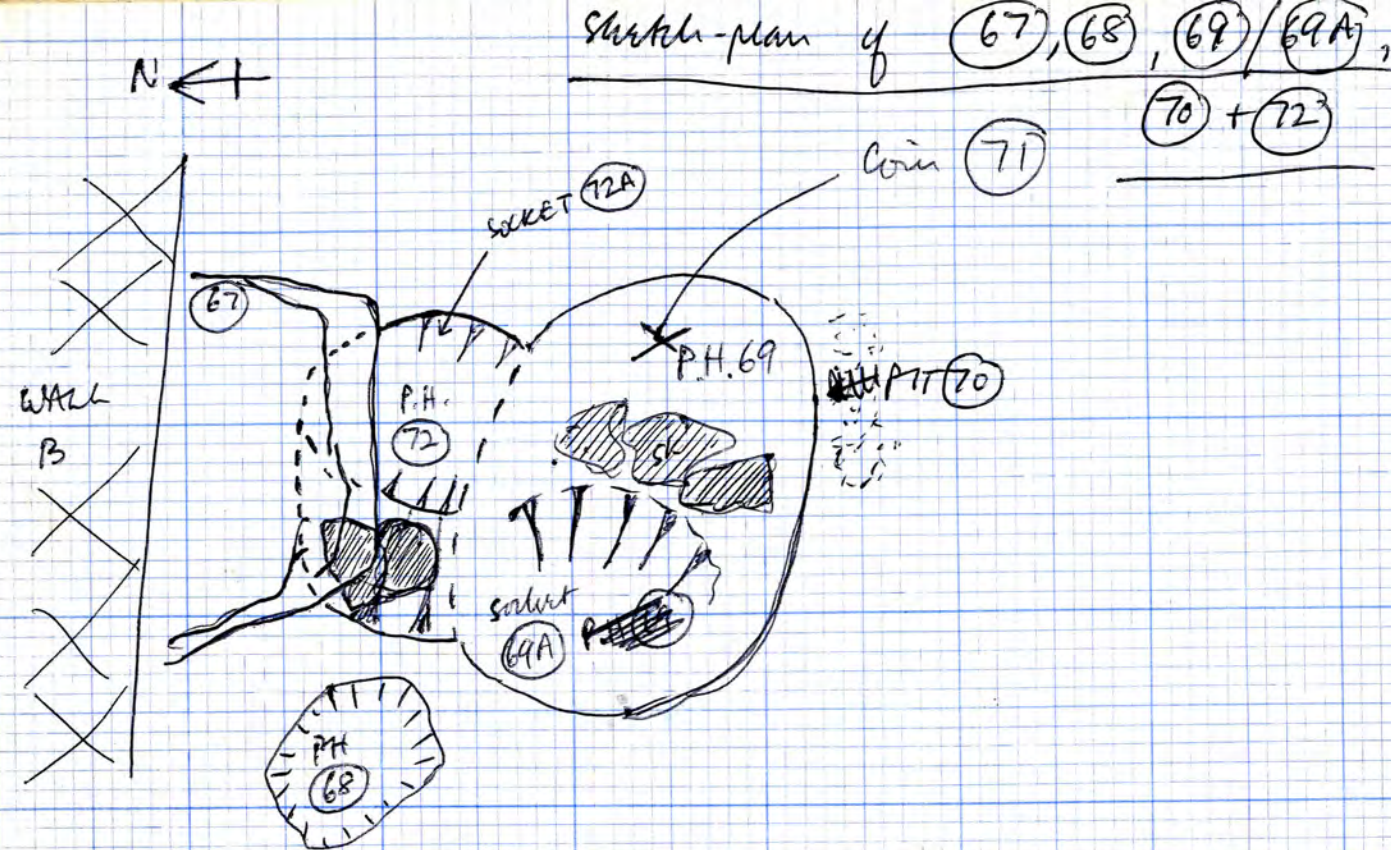 Sketch-plan of 67, 68, 69/69A,
70 + 72
N
Coin 71
SOCKET 72A
67
P.H. 69
PIT 70
WALL
B
P.H.
72
St
Socket
69A
PH
68